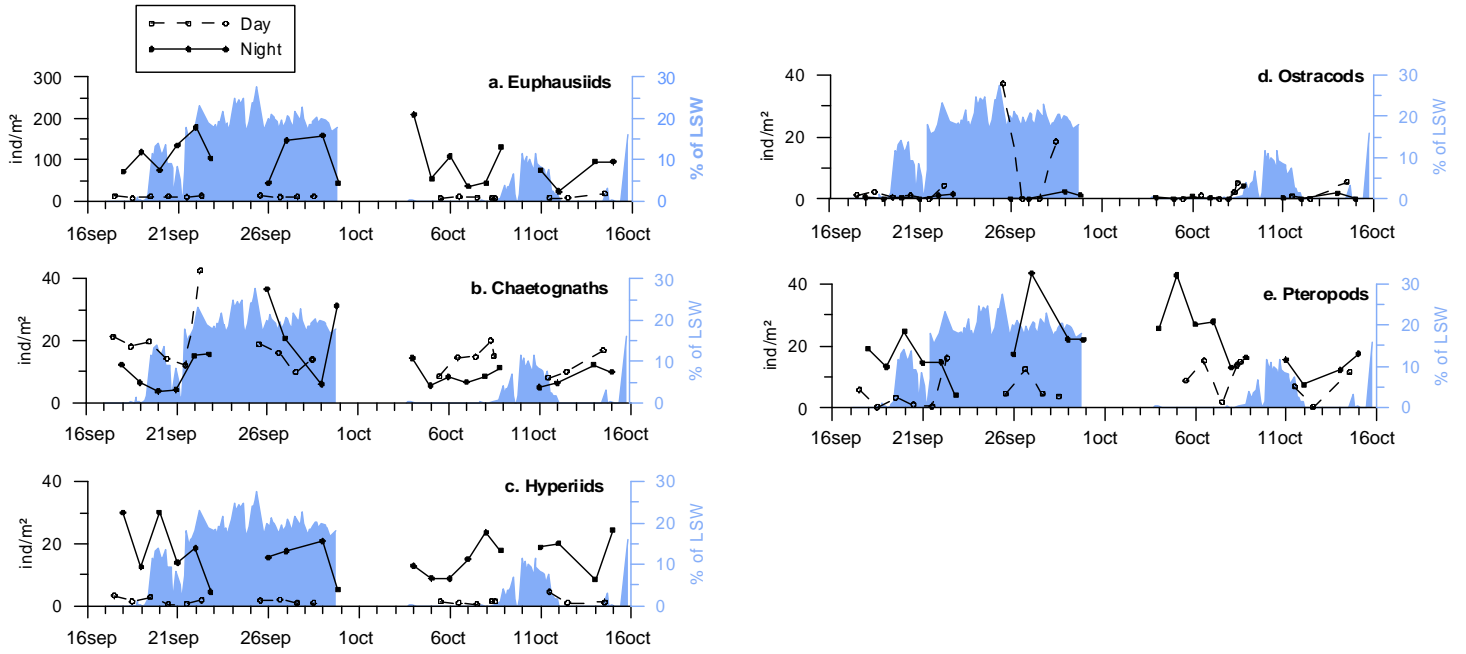 Day
Night
a. Euphausiids
300
200
100
0
ind/m²
30
20
10
0
% of LSW
16sep
21sep
26sep
1oct
6oct
11oct
16oct
b. Chaetognaths
40
20
0
ind/m²
30
20
10
0
% of LSW
16sep
21sep
26sep
1oct
6oct
11oct
16oct
c. Hyperiids
40
20
0
ind/m²
30
20
10
0
% of LSW
16sep
21sep
26sep
1oct
6oct
11oct
16oct
d. Ostracods
40
20
0
ind/m²
30
20
10
0
% of LSW
16sep
21sep
26sep
1oct
6oct
11oct
16oct
e. Pteropods
40
20
0
ind/m²
30
20
10
0
% of LSW
16sep
21sep
26sep
1oct
6oct
11oct
16oct